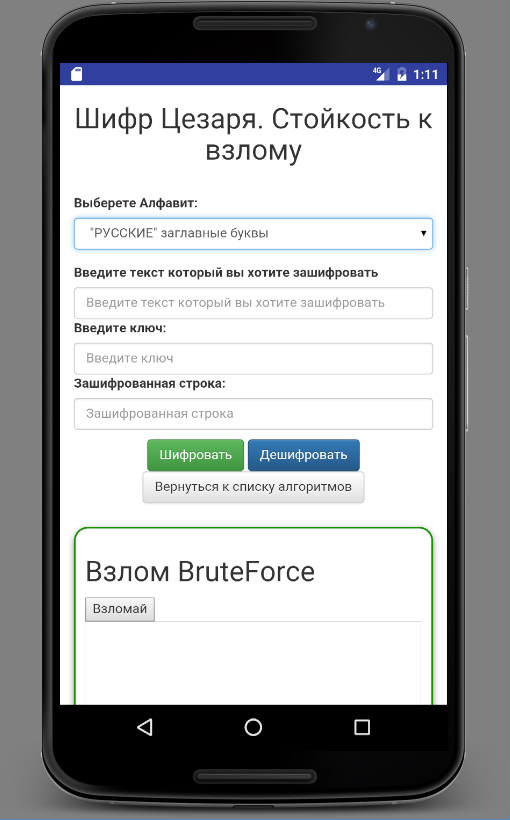 4G 1:11
Шифр Цезаря. Стойкость к
взлому
Выберете Алфавит:
"РУССКИЕ" заглавные буквы
Введите текст который вы хотите зашифровать
Введите текст который вы хотите зашифровать
Введите ключ:
Введите ключ
Зашифрованная строка:
Зашифрованная строка
Шифровать Дешифровать
Вернуться к списку алгоритмов
Взлом BruteForce
Взломай